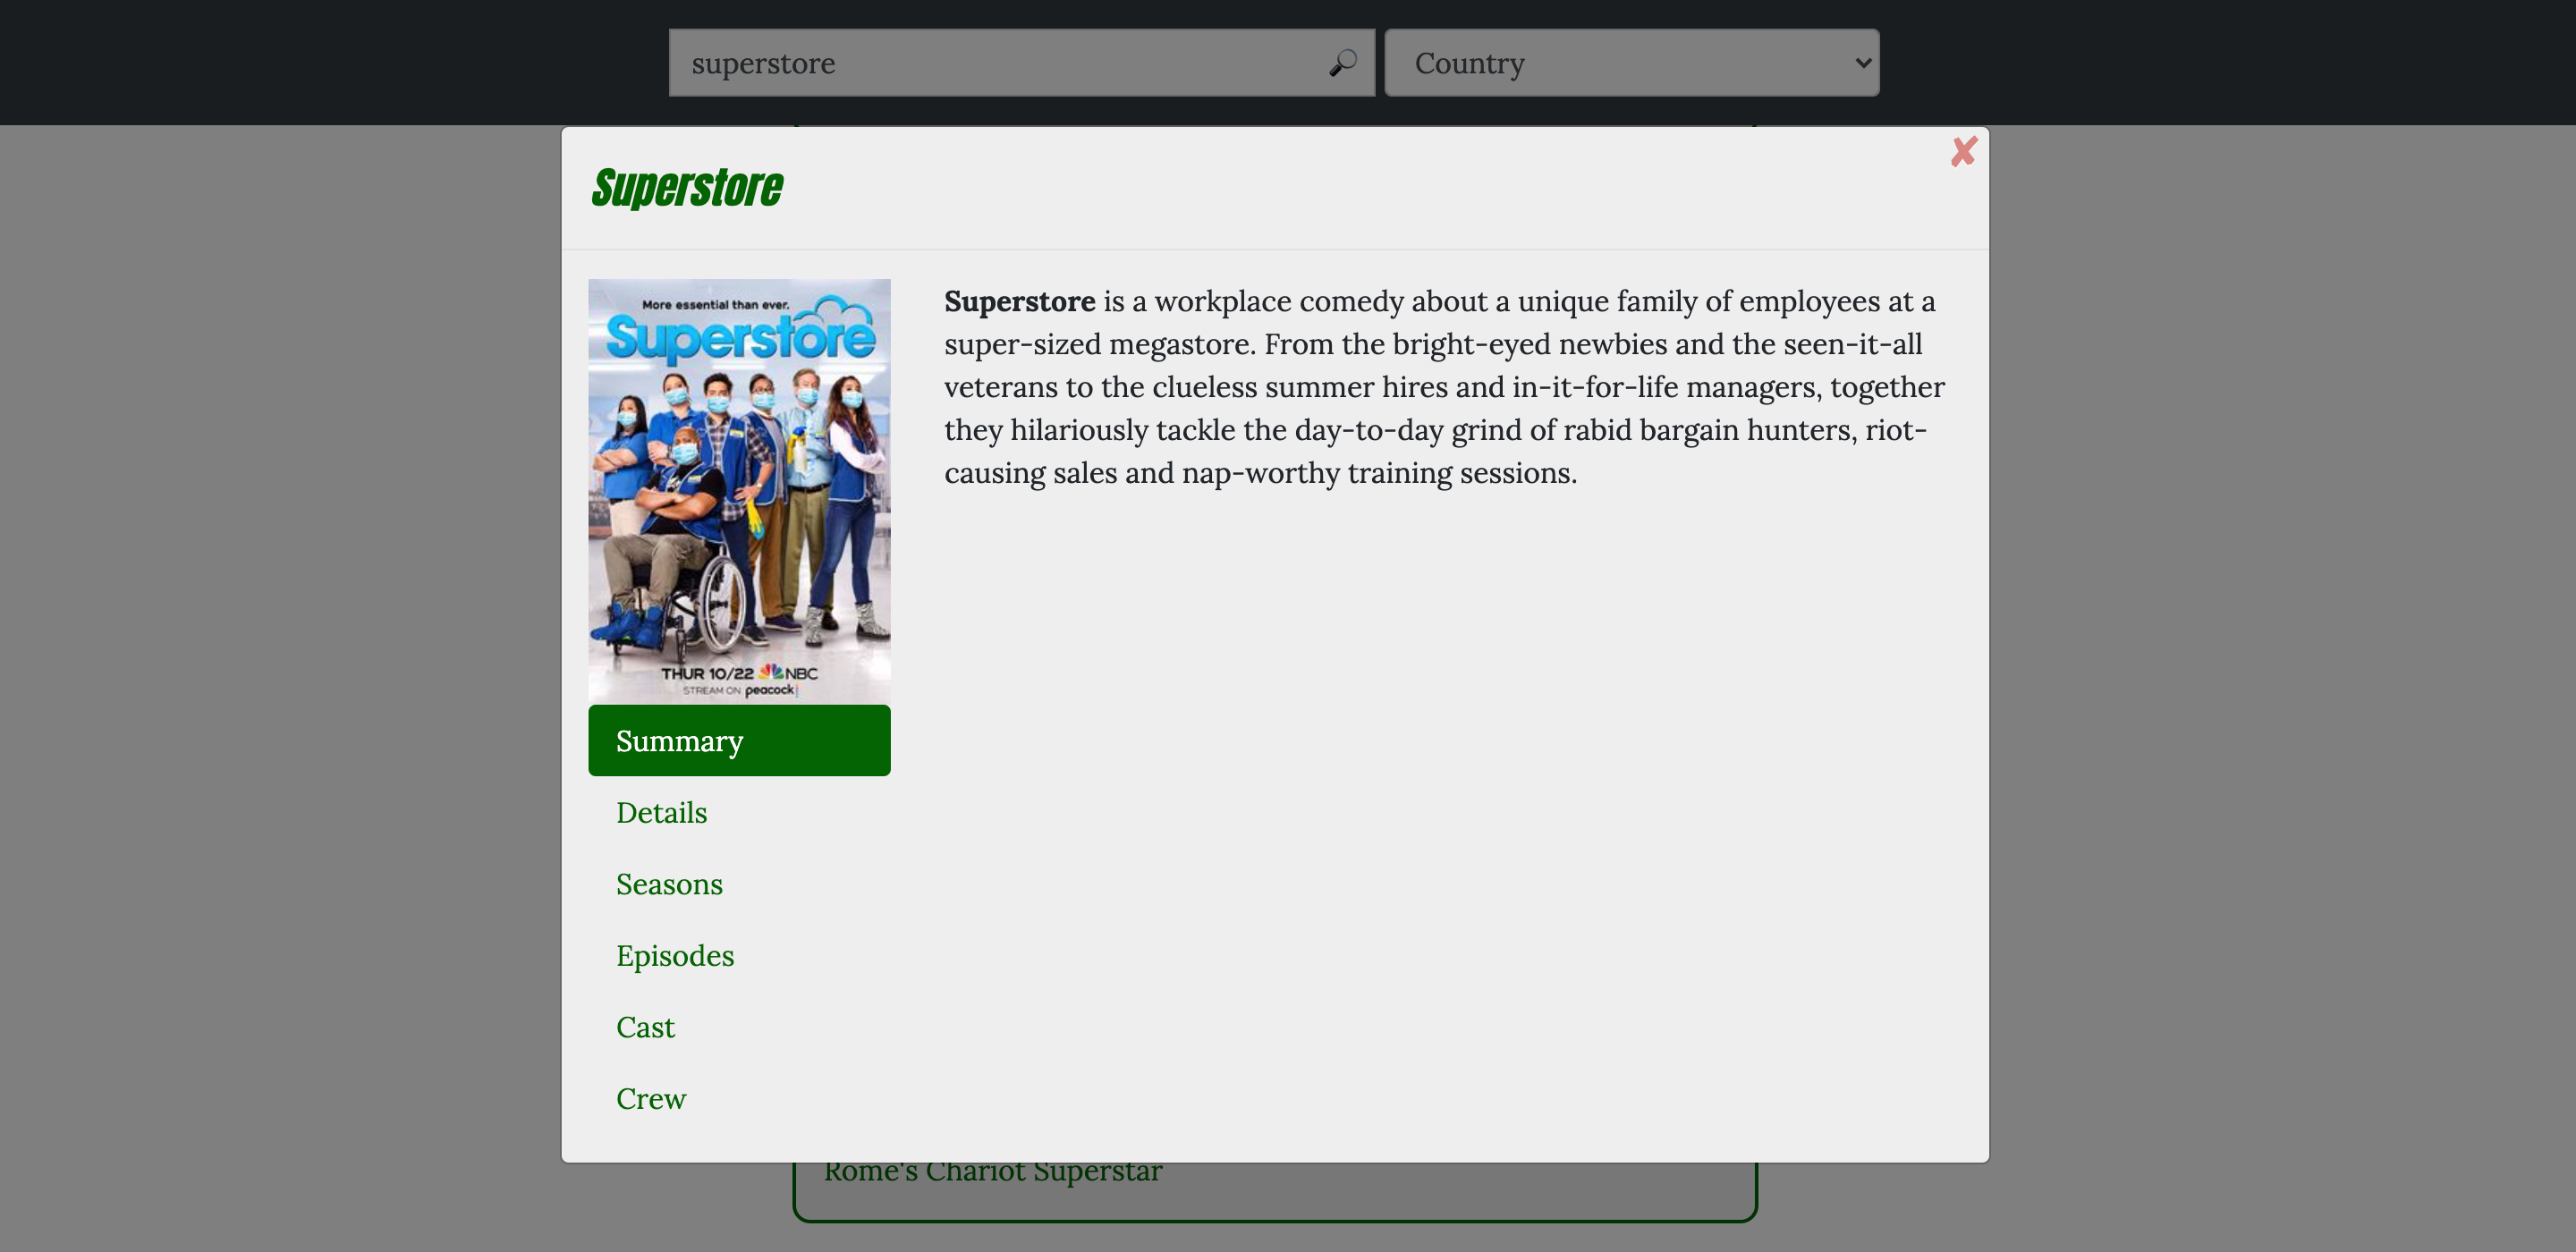 superstore
Country
Superstore
More essential than ever.
Superstore
THUR 10/22 NBC
STREAM ON peacock
Superstore is a workplace comedy about a unique family of employees at a
super-sized megastore. From the bright-eyed newbies and the seen-it-all
veterans to the clueless summer hires and in-it-for-life managers, together
they hilariously tackle the day-to-day grind of rabid bargain hunters, riot-
causing sales and nap-worthy training sessions.
Summary
Details
Seasons
Episodes
Cast
Crew
Rome's Chariot Superstar